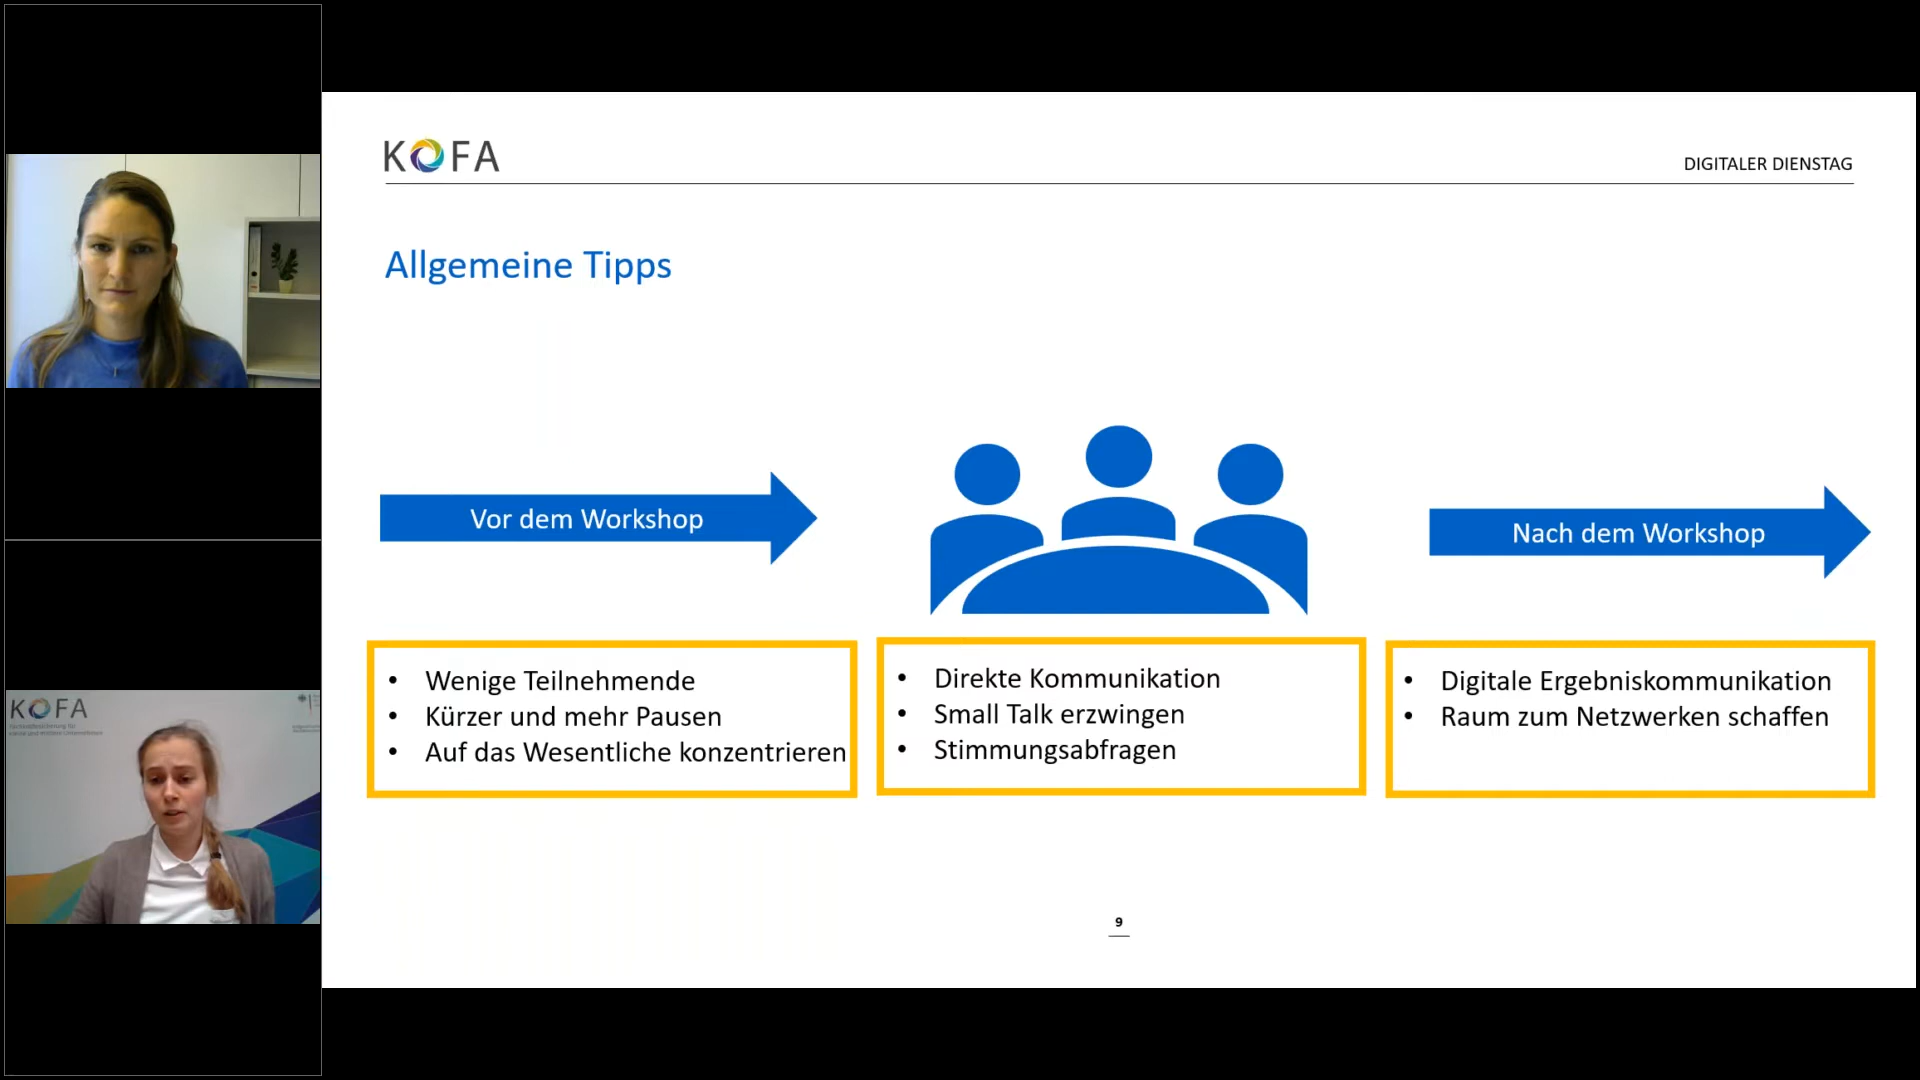 KOFA
DIGITALER DIENSTAG
Allgemeine Tipps
Vor dem Workshop
Nach dem Workshop
• Wenige Teilnehmende
• Kürzer und mehr Pausen
• Auf das Wesentliche konzentrieren
• Direkte Kommunikation
• Small Talk erzwingen
• Stimmungsabfragen
• Digitale Ergebniskommunikation
• Raum zum Netzwerken schaffen
9
KOFA